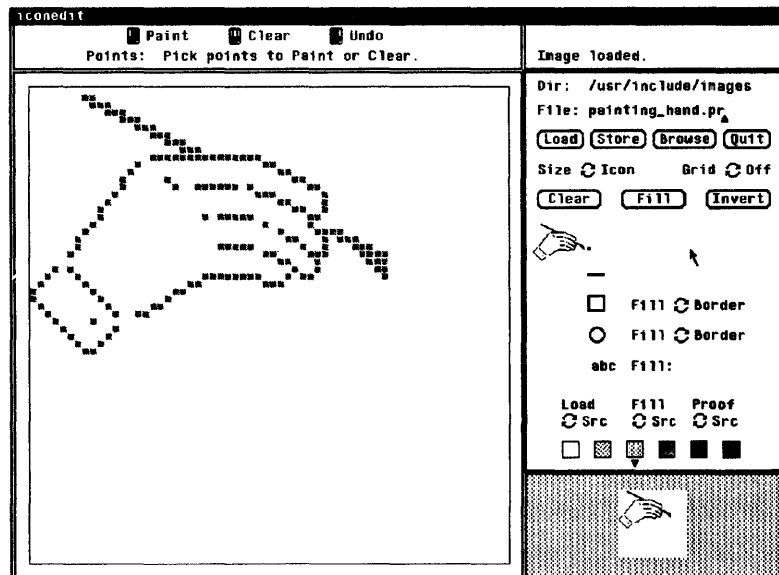 iconedit
Paint Clear Undo
Points: Pick points to Paint or Clear.
Image loaded.
Dir: /usr/include/images
File: painting_hand.pr
Load Store Browse Quit
Size Icon Grid Off
Clear Fill Invert
Fill Border
Fill Border
abc Fill:
Load Fill Proof
Src Src Src